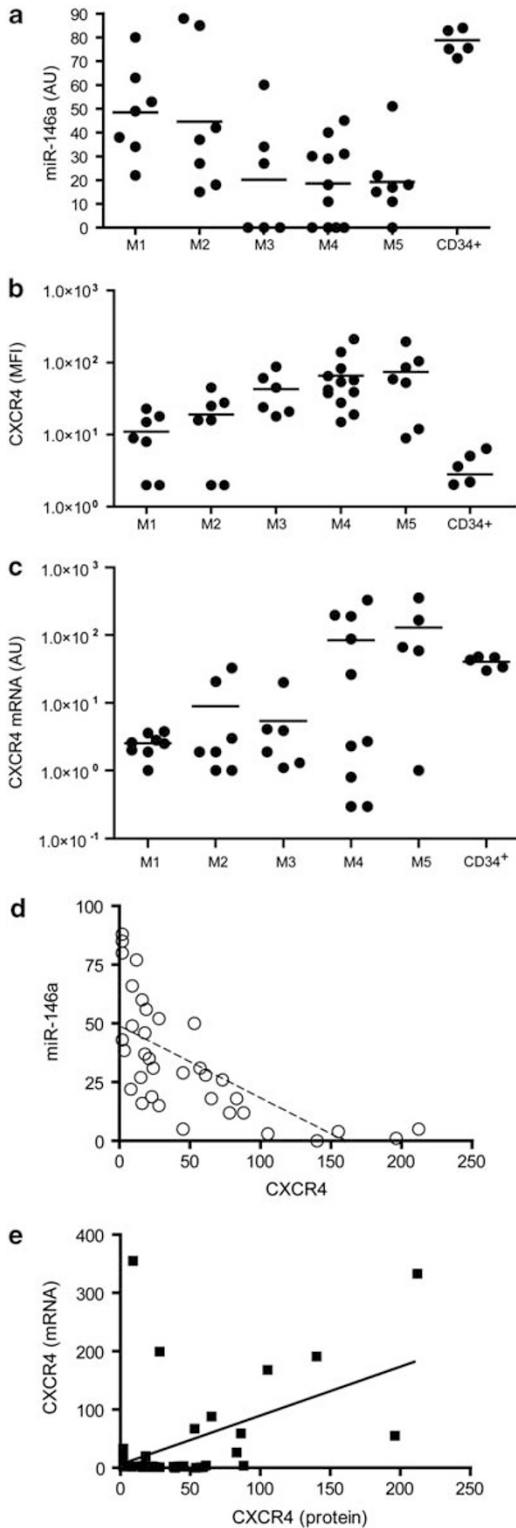 a
miR-146a (AU)
90
80
70
60
50
40
30
20
10
0
M1 M2 M3 M4 M5 CD34+
b
CXCR4 (MFI)
1.0×10³
1.0×10²
1.0×10¹
1.0×10⁰
M1 M2 M3 M4 M5 CD34+
c
CXCR4 mRNA (AU)
1.0×10³
1.0×10²
1.0×10¹
1.0×10⁰
1.0×10⁻¹
M1 M2 M3 M4 M5 CD34⁺
d
miR-146a
100
75
50
25
0
0 50 100 150 200 250
CXCR4
e
CXCR4 (mRNA)
400
300
200
100
0
0 50 100 150 200 250
CXCR4 (protein)